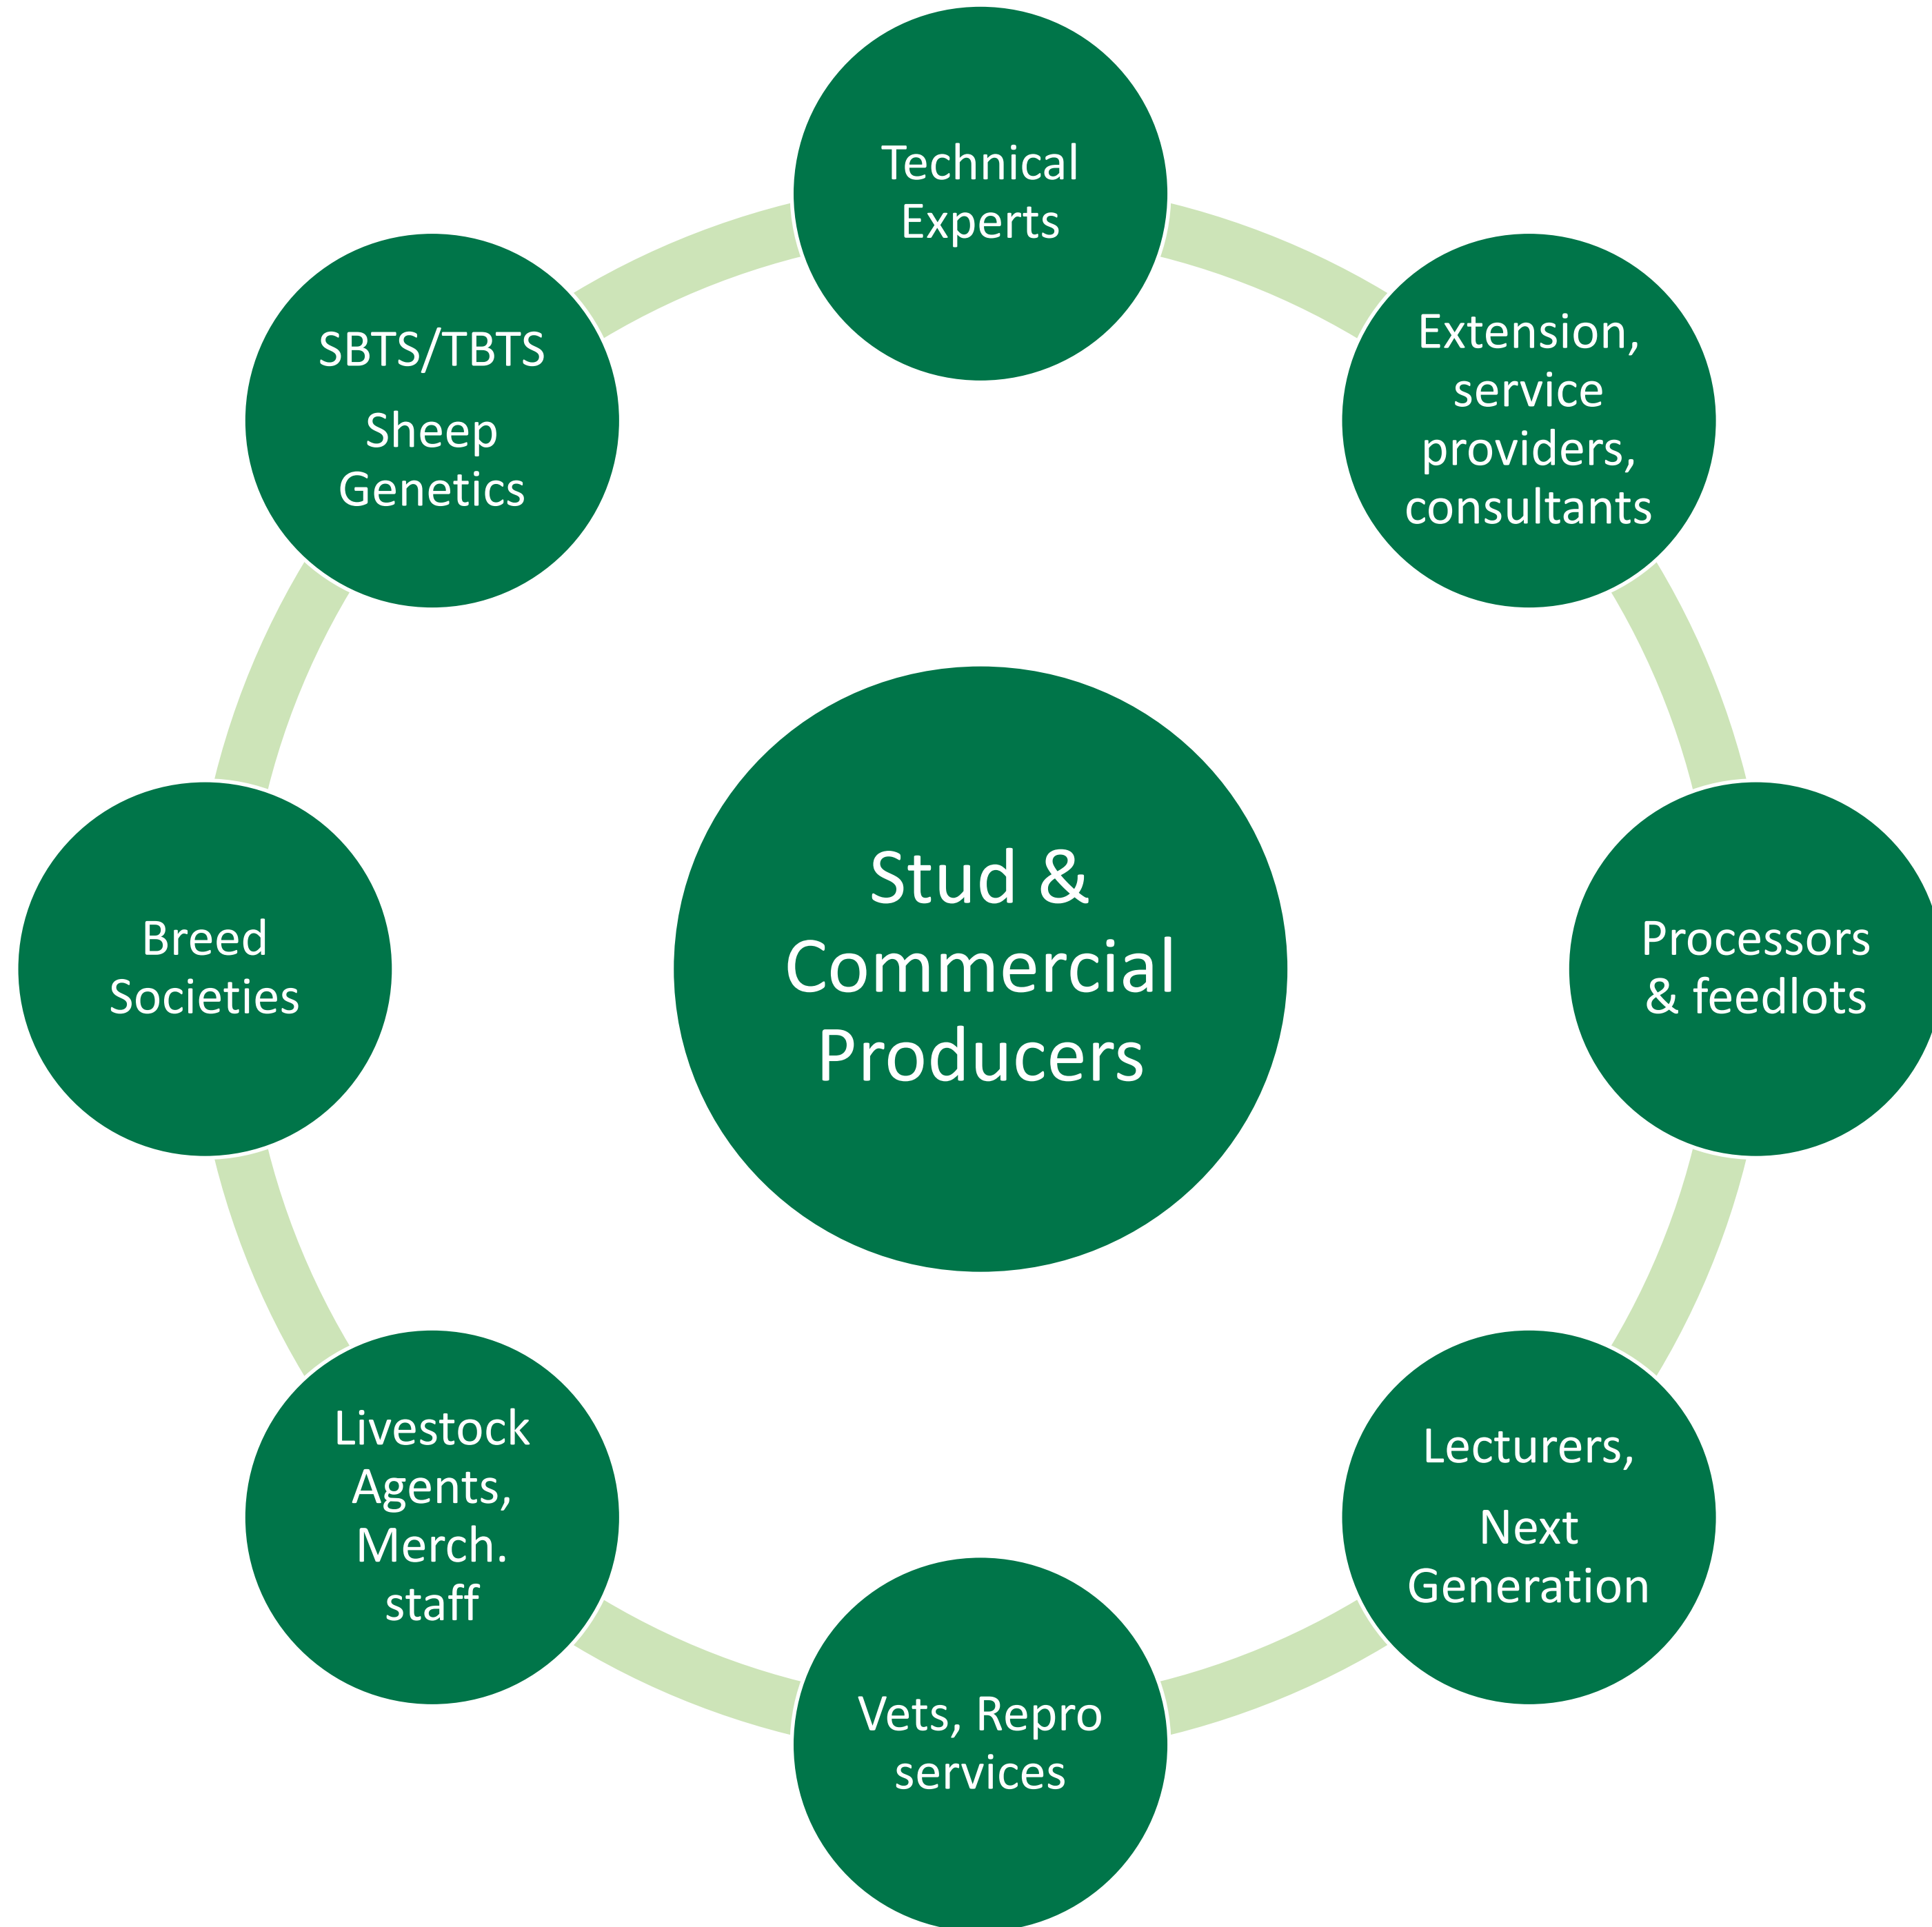 Technical
Experts
Extension,
service
providers,
consultants
Processors
& feedlots
Lecturers,
Next
Generation
Vets, Repro
services
Livestock
Agents,
Merch.
staff
Breed
Societies
SBTS/TBTS
Sheep
Genetics
Stud &
Commercial
Producers